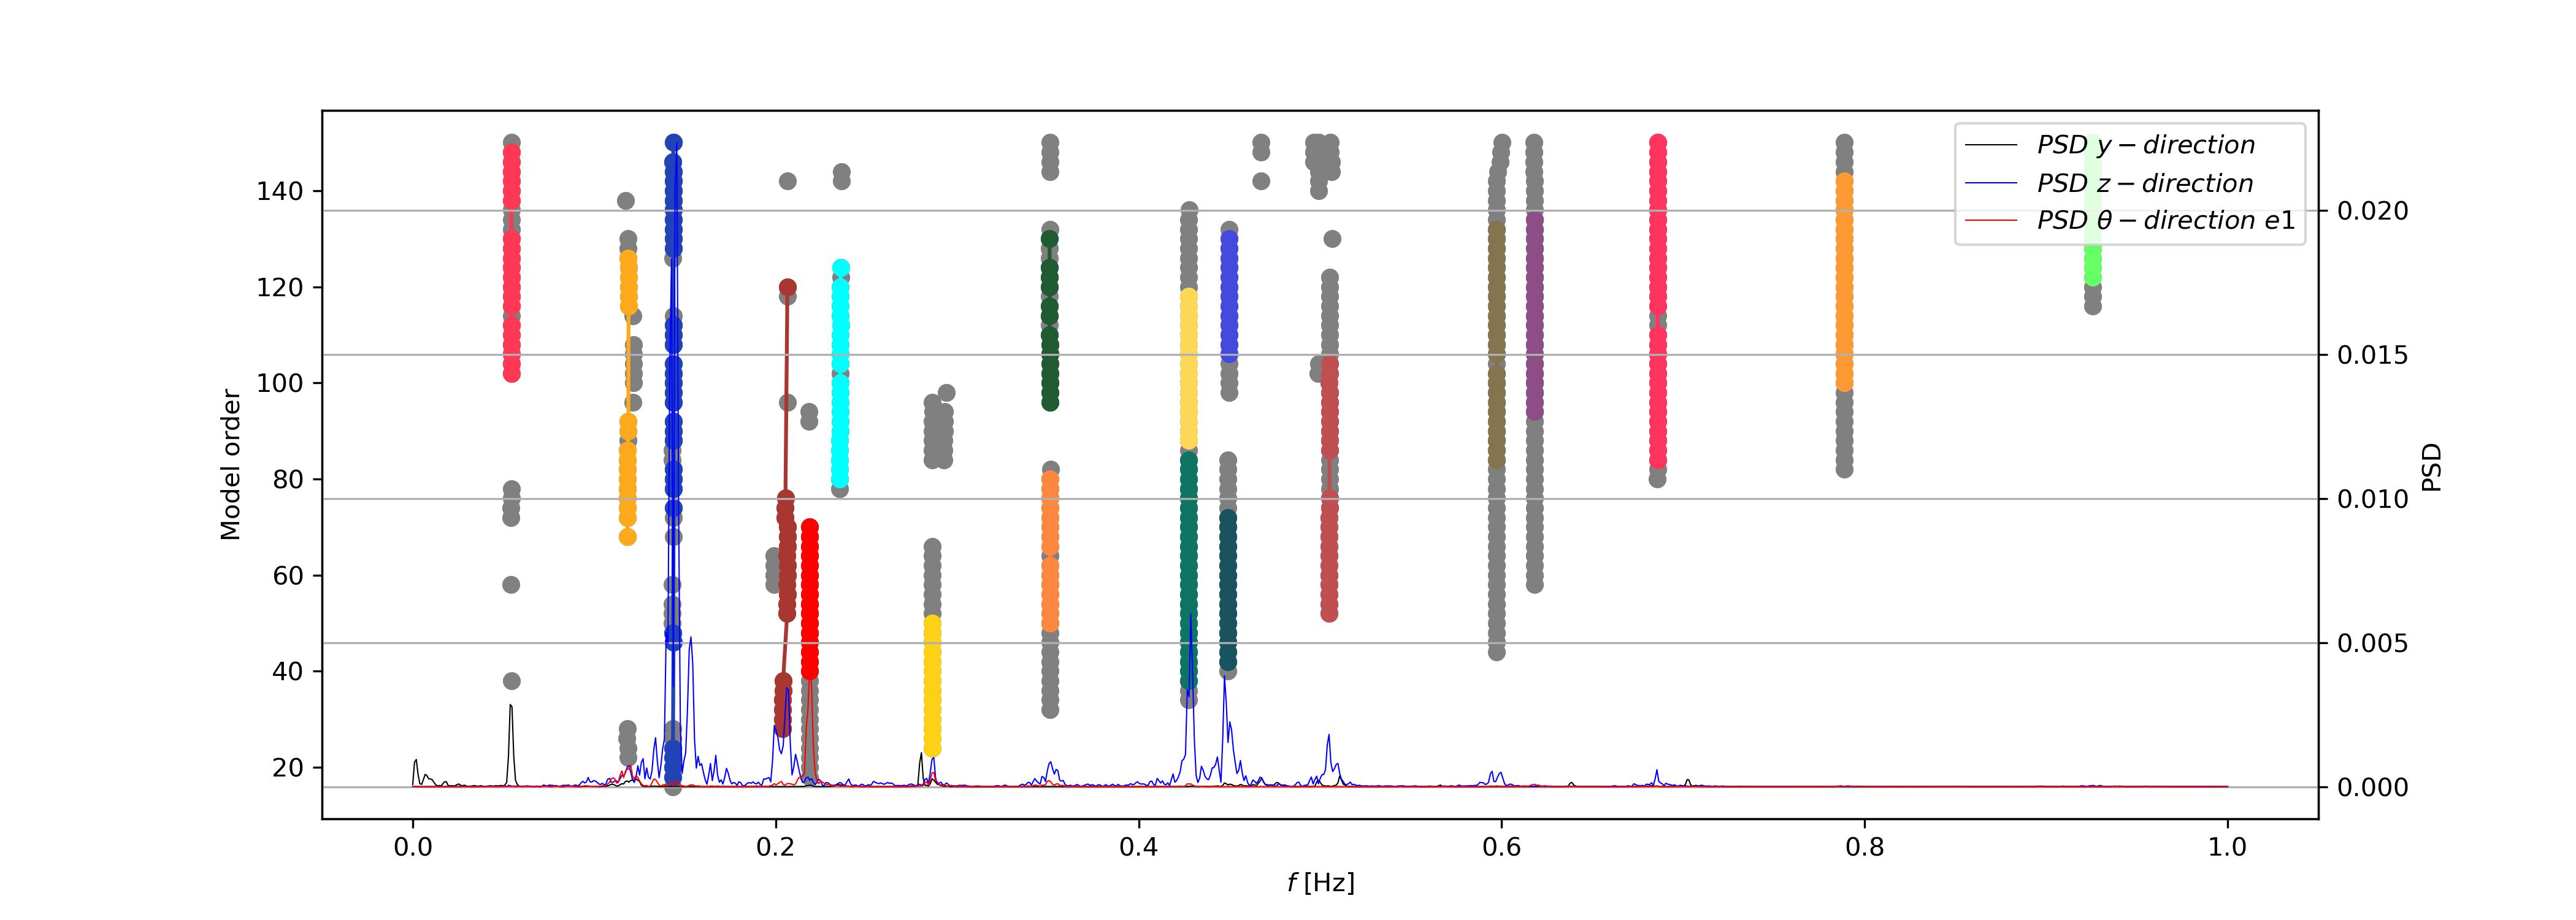 PSD y − direction
PSD z − direction
PSD θ − direction e1
Model order
140
120
100
80
60
40
20
0.020
0.015
0.010
0.005
0.000
PSD
0.0 0.2 0.4 0.6 0.8 1.0
f [Hz]